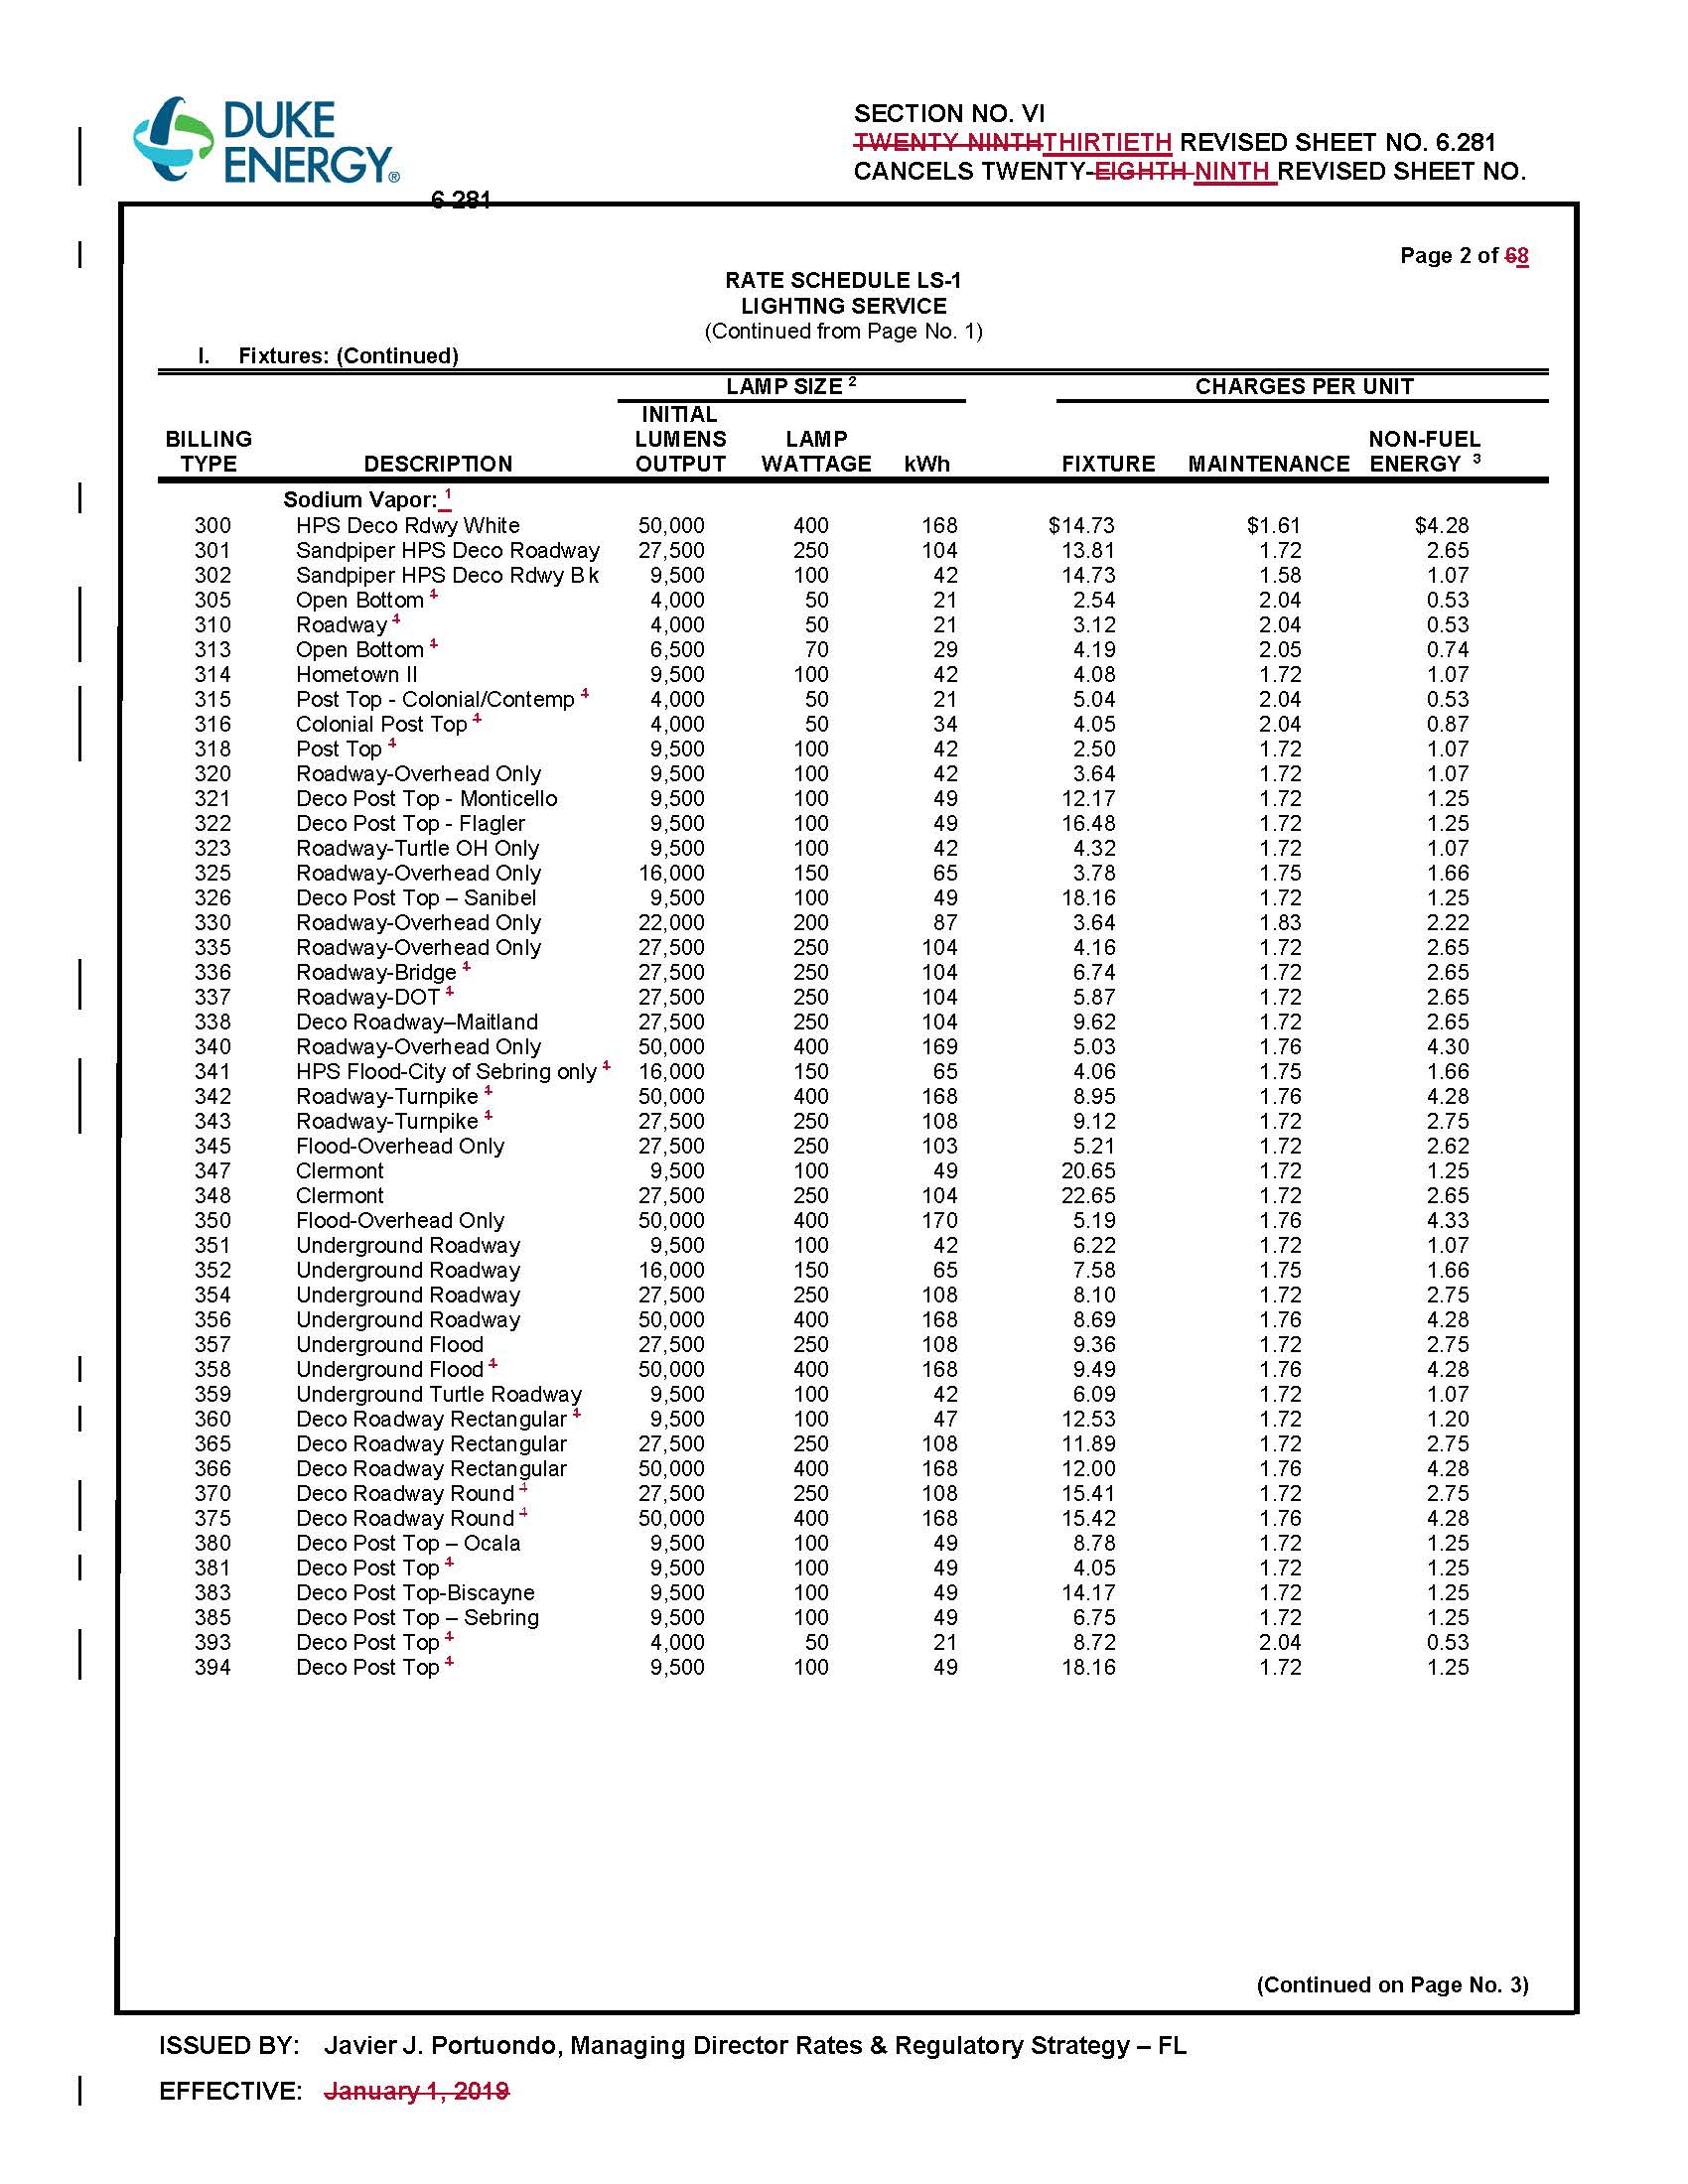 DUKE
ENERGY®
SECTION NO. VI
TWENTY NINTHTHIRTIETH REVISED SHEET NO. 6.281
CANCELS TWENTY-EIGHTH NINTH REVISED SHEET NO.
6.281
Page 2 of 68
RATE SCHEDULE LS-1
LIGHTING SERVICE
(Continued from Page No. 1)
I. Fixtures: (Continued)
LAMP SIZE 2 CHARGES PER UNIT
INITIAL
BILLING LUMENS LAMP NON-FUEL
TYPE DESCRIPTION OUTPUT WATTAGE kWh FIXTURE MAINTENANCE ENERGY 3
Sodium Vapor: 1
300 HPS Deco Rdwy White 50,000 400 168 $14.73 $1.61 $4.28
301 Sandpiper HPS Deco Roadway 27,500 250 104 13.81 1.72 2.65
302 Sandpiper HPS Deco Rdwy Bk 9,500 100 42 14.73 1.58 1.07
305 Open Bottom 1 4,000 50 21 2.54 2.04 0.53
310 Roadway 1 4,000 50 21 3.12 2.04 0.53
313 Open Bottom 1 6,500 70 29 4.19 2.05 0.74
314 Hometown II 9,500 100 42 4.08 1.72 1.07
315 Post Top - Colonial/Contemp 1 4,000 50 21 5.04 2.04 0.53
316 Colonial Post Top 1 4,000 50 34 4.05 2.04 0.87
318 Post Top 1 9,500 100 42 2.50 1.72 1.07
320 Roadway-Overhead Only 9,500 100 42 3.64 1.72 1.07
321 Deco Post Top - Monticello 9,500 100 49 12.17 1.72 1.25
322 Deco Post Top - Flagler 9,500 100 49 16.48 1.72 1.25
323 Roadway-Turtle OH Only 9,500 100 42 4.32 1.72 1.07
325 Roadway-Overhead Only 16,000 150 65 3.78 1.75 1.66
326 Deco Post Top – Sanibel 9,500 100 49 18.16 1.72 1.25
330 Roadway-Overhead Only 22,000 200 87 3.64 1.83 2.22
335 Roadway-Overhead Only 27,500 250 104 4.16 1.72 2.65
336 Roadway-Bridge 1 27,500 250 104 6.74 1.72 2.65
337 Roadway-DOT 1 27,500 250 104 5.87 1.72 2.65
338 Deco Roadway–Maitland 27,500 250 104 9.62 1.72 2.65
340 Roadway-Overhead Only 50,000 400 169 5.03 1.76 4.30
341 HPS Flood-City of Sebring only 1 16,000 150 65 4.06 1.75 1.66
342 Roadway-Turnpike 1 50,000 400 168 8.95 1.76 4.28
343 Roadway-Turnpike 1 27,500 250 108 9.12 1.72 2.75
345 Flood-Overhead Only 27,500 250 103 5.21 1.72 2.62
347 Clermont 9,500 100 49 20.65 1.72 1.25
348 Clermont 27,500 250 104 22.65 1.72 2.65
350 Flood-Overhead Only 50,000 400 170 5.19 1.76 4.33
351 Underground Roadway 9,500 100 42 6.22 1.72 1.07
352 Underground Roadway 16,000 150 65 7.58 1.75 1.66
354 Underground Roadway 27,500 250 108 8.10 1.72 2.75
356 Underground Roadway 50,000 400 168 8.69 1.76 4.28
357 Underground Flood 27,500 250 108 9.36 1.72 2.75
358 Underground Flood 1 50,000 400 168 9.49 1.76 4.28
359 Underground Turtle Roadway 9,500 100 42 6.09 1.72 1.07
360 Deco Roadway Rectangular 1 9,500 100 47 12.53 1.72 1.20
365 Deco Roadway Rectangular 27,500 250 108 11.89 1.72 2.75
366 Deco Roadway Rectangular 50,000 400 168 12.00 1.76 4.28
370 Deco Roadway Round 1 27,500 250 108 15.41 1.72 2.75
375 Deco Roadway Round 1 50,000 400 168 15.42 1.76 4.28
380 Deco Post Top – Ocala 9,500 100 49 8.78 1.72 1.25
381 Deco Post Top 1 9,500 100 49 4.05 1.72 1.25
383 Deco Post Top-Biscayne 9,500 100 49 14.17 1.72 1.25
385 Deco Post Top – Sebring 9,500 100 49 6.75 1.72 1.25
393 Deco Post Top 1 4,000 50 21 8.72 2.04 0.53
394 Deco Post Top 1 9,500 100 49 18.16 1.72 1.25
(Continued on Page No. 3)
ISSUED BY: Javier J. Portuondo, Managing Director Rates & Regulatory Strategy – FL
EFFECTIVE: January 1, 2019